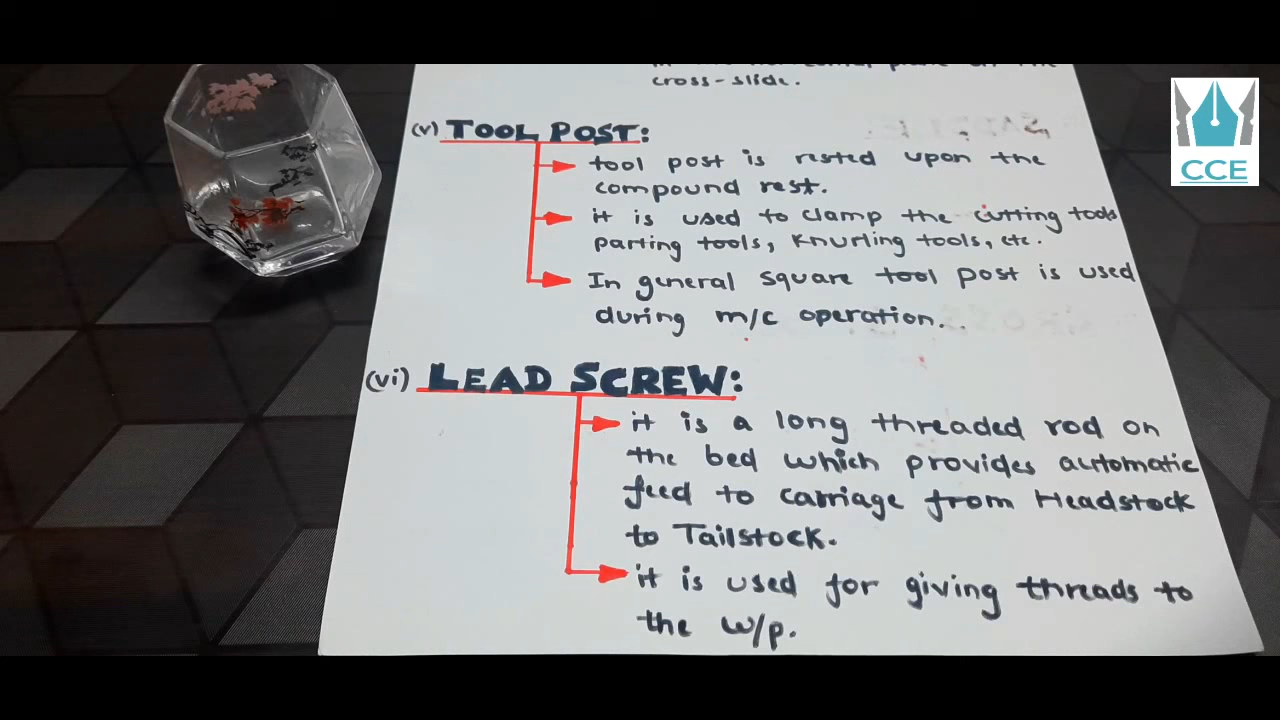 cross-slide.
(v) TOOL POST:
tool post is rested upon the
compound rest.
it is used to clamp the cutting tools
parting tools, knurling tools, etc.
In general square tool post is used
during m/c operation.
(vi) LEAD SCREW:
it is a long threaded rod on
the bed which provides automatic
feed to carriage from Headstock
to Tailstock.
it is used for giving threads to
the w/p.
CCE